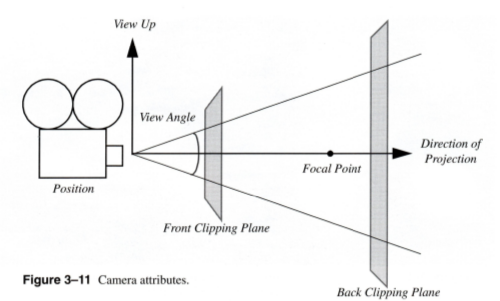 View Up
View Angle
Direction of
Projection
Focal Point
Position
Front Clipping Plane
Figure 3–11 Camera attributes.
Back Clipping Plane